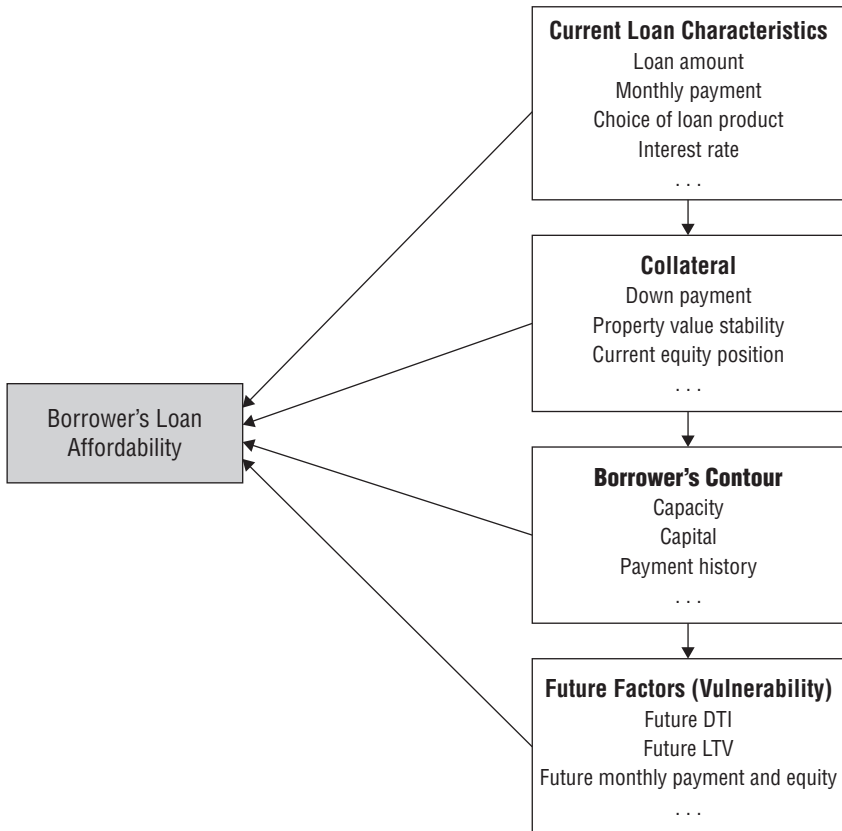 Current Loan Characteristics
Loan amount
Monthly payment
Choice of loan product
Interest rate
. . .
Collateral
Down payment
Property value stability
Current equity position
. . .
Borrower’s Loan
Affordability
Borrower’s Contour
Capacity
Capital
Payment history
. . .
Future Factors (Vulnerability)
Future DTI
Future LTV
Future monthly payment and equity
. . .